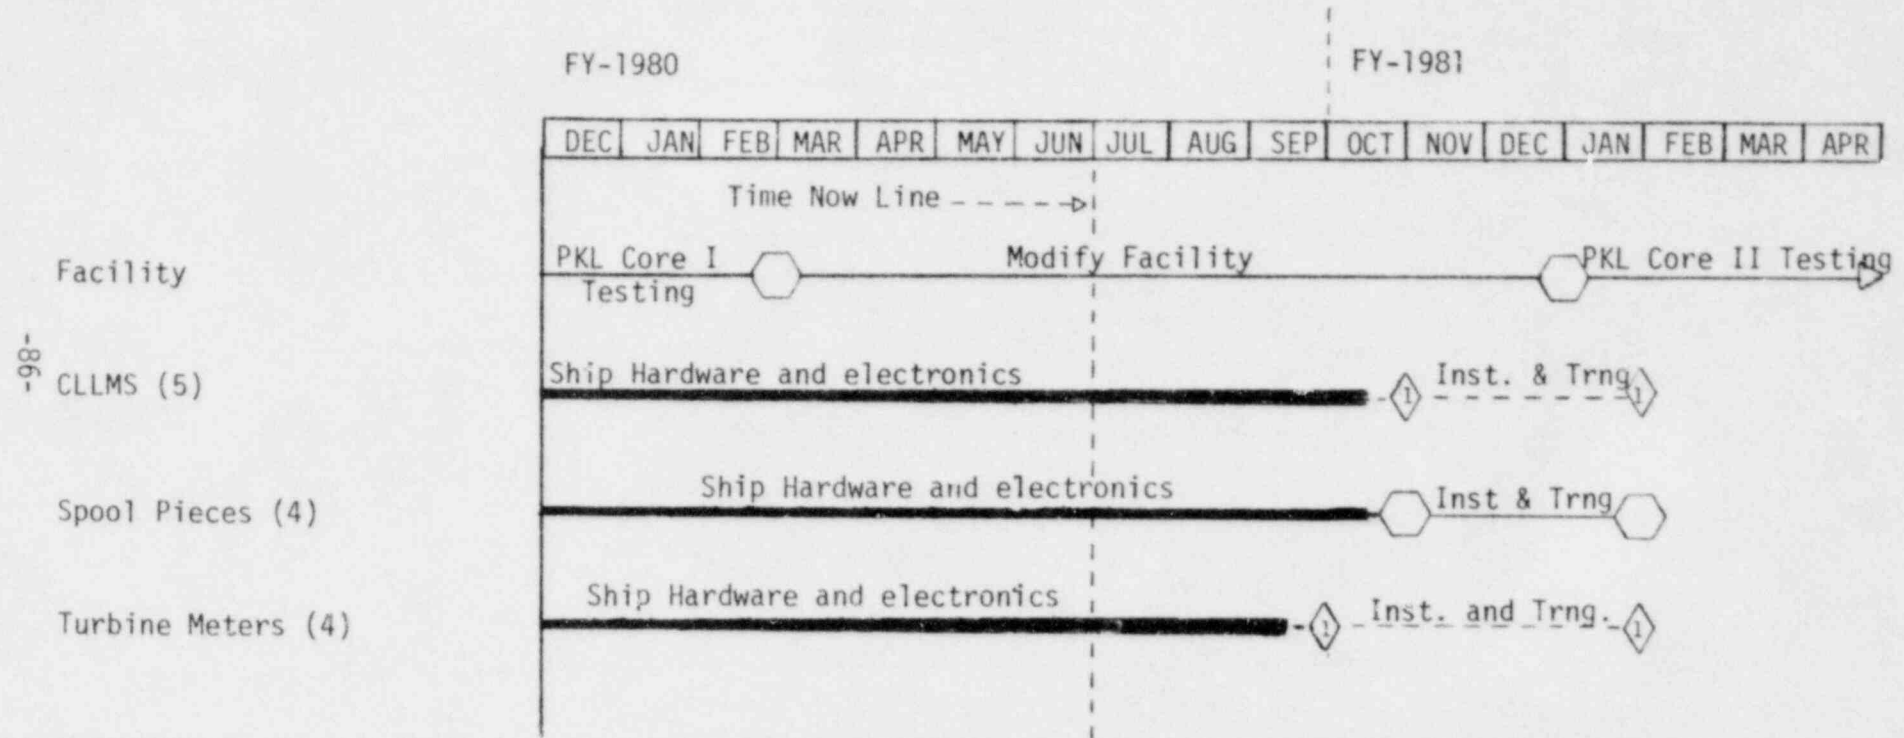 FY-1980 FY-1981
DEC JAN FEB MAR APR MAY JUN JUL AUG SEP OCT NOV DEC JAN FEB MAR APR
Time Now Line
Facility PKL Core I Modify Facility PKL Core II Testing
Testing
-86-
CLLMS (5) Ship Hardware and electronics 1 Inst. & Trng 1
Spool Pieces (4) Ship Hardware and electronics Inst & Trng
Turbine Meters (4) Ship Hardware and electronics 1 Inst. and Trng. 1